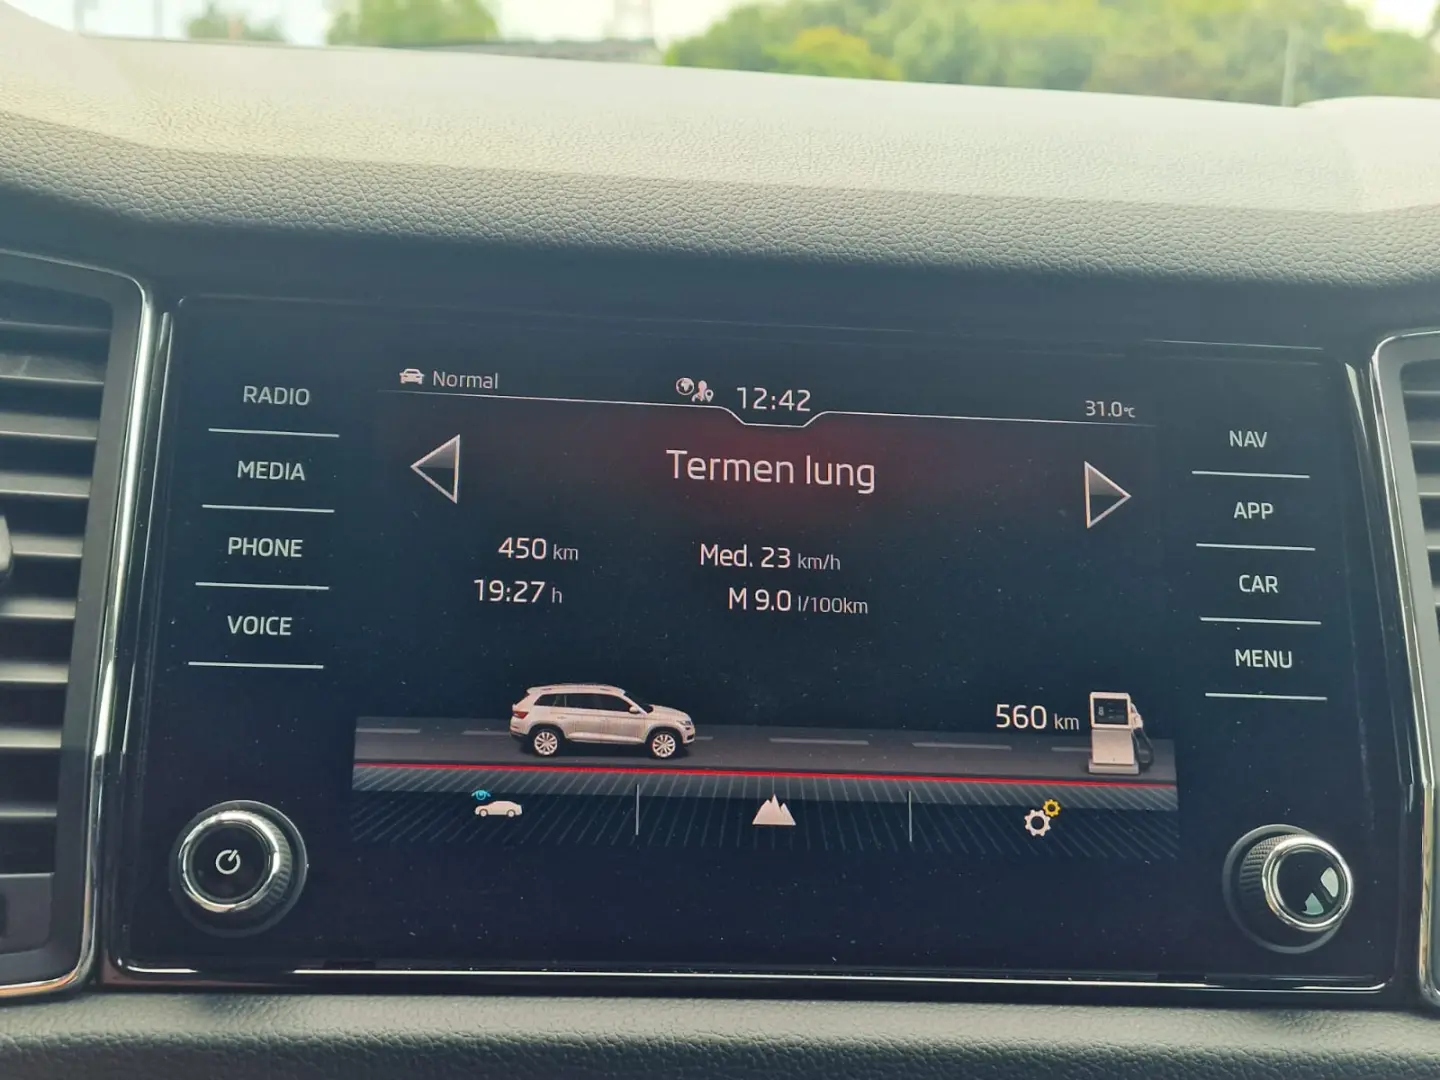 Normal
12:42
31.0°C
RADIO
MEDIA
PHONE
VOICE
Termen lung
450 km
Med. 23 km/h
19:27 h
M 9.0 l/100km
560 km
NAV
APP
CAR
MENU